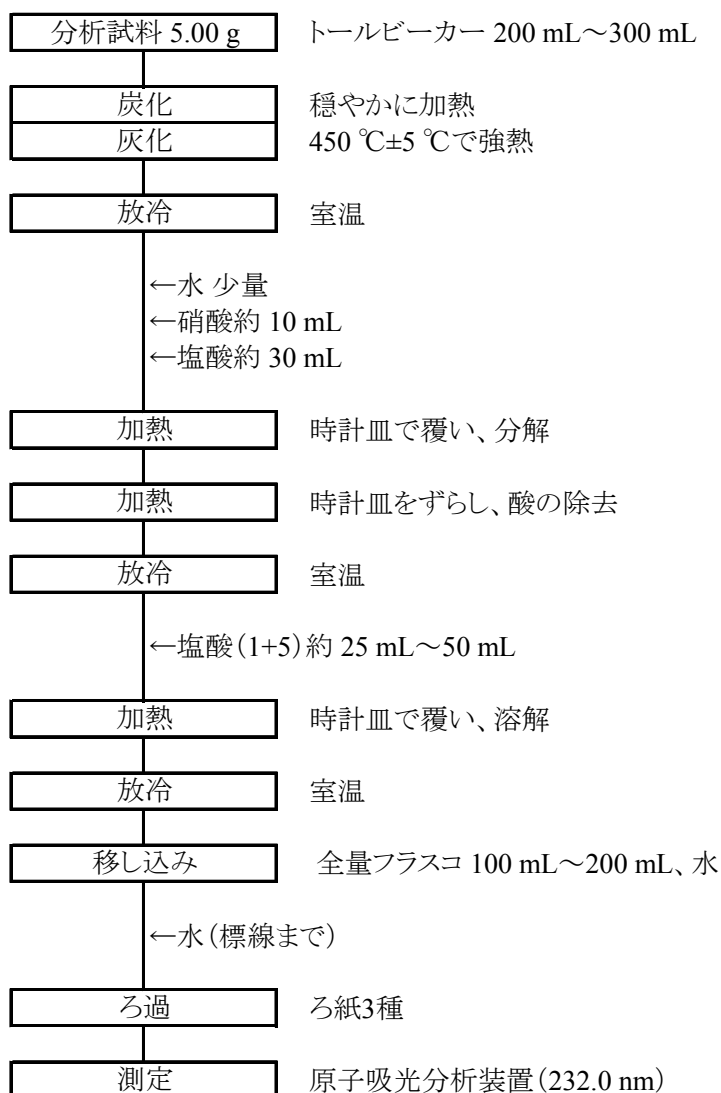 分析試料 5.00 g トールビーカー 200 mL～300 mL
炭化 穏やかに加熱
灰化 450 ℃±5 ℃で強熱
放冷 室温
←水 少量
←硝酸約 10 mL
←塩酸約 30 mL
加熱 時計皿で覆い、分解
加熱 時計皿をずらし、酸の除去
放冷 室温
←塩酸（1+5）約 25 mL～50 mL
加熱 時計皿で覆い、溶解
放冷 室温
移し込み 全量フラスコ 100 mL～200 mL、水
←水（標線まで）
ろ過 ろ紙3種
測定 原子吸光分析装置（232.0 nm）